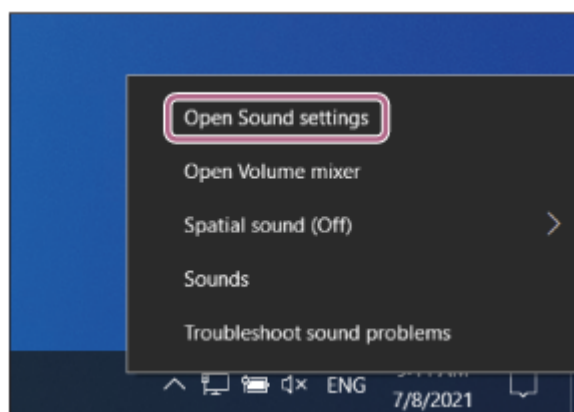 Open Sound settings
Open Volume mixer
Spatial sound (Off)
Sounds
Troubleshoot sound problems
ENG
7/8/2021